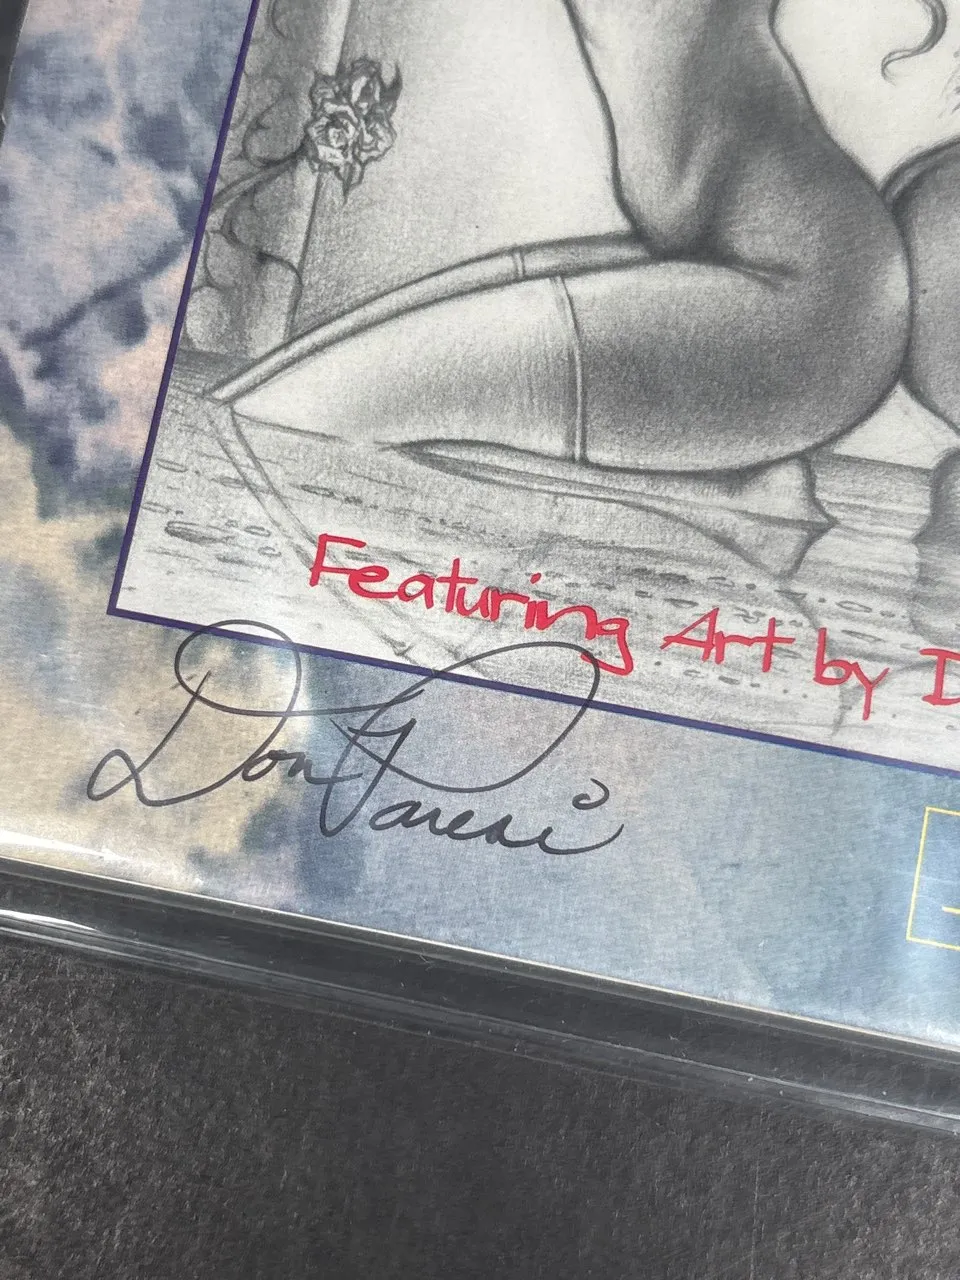 Featuring Art by D
Don Paresi